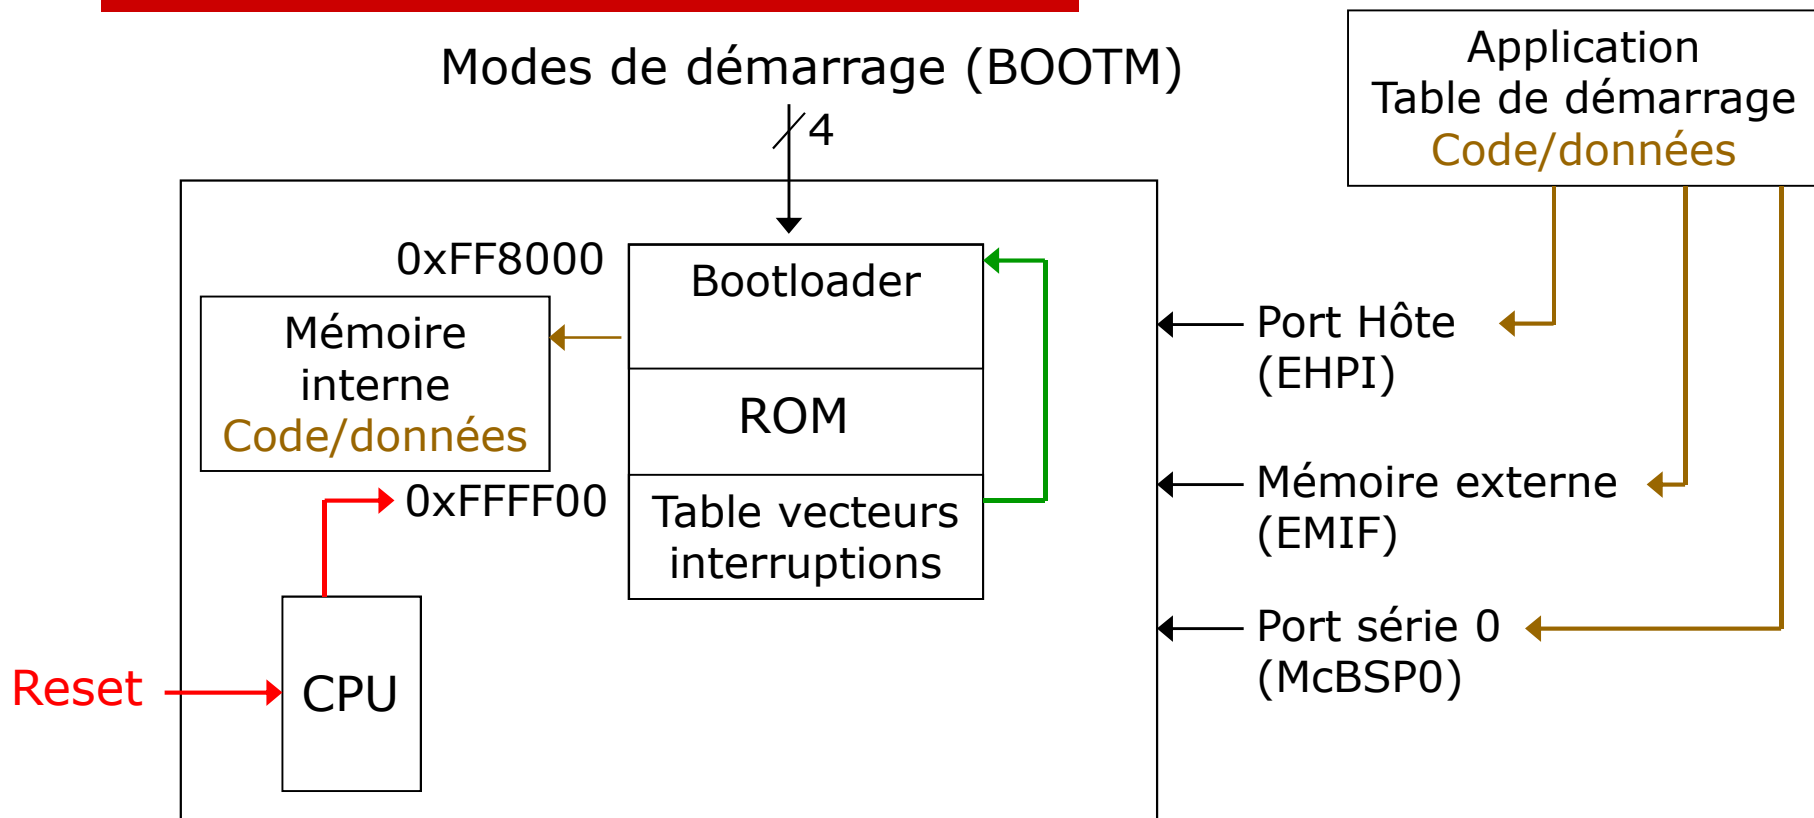 Modes de démarrage (BOOTM)
4
Application
Table de démarrage
Code/données
0xFF8000
Bootloader
Mémoire
interne
Code/données
ROM
0xFFFF00
Table vecteurs
interruptions
Port Hôte
(EHPI)
Mémoire externe
(EMIF)
Port série 0
(McBSP0)
Reset
CPU